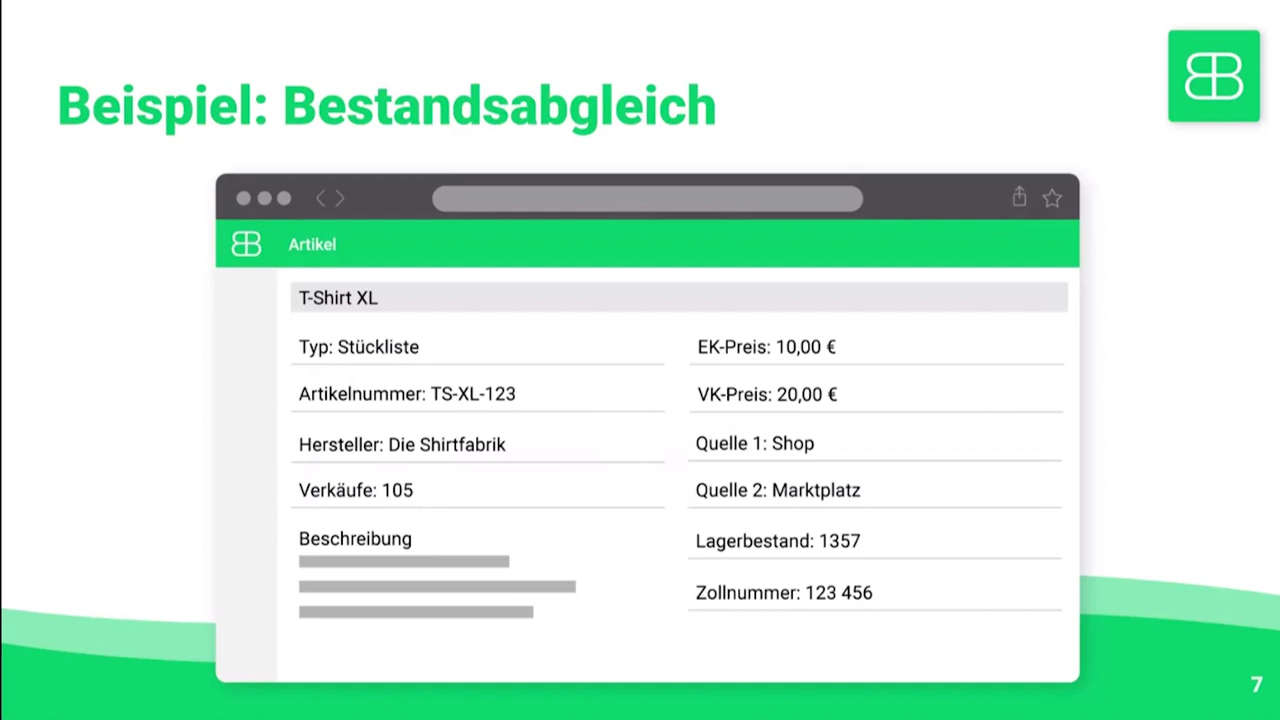 Beispiel: Bestandsabgleich
Artikel
T-Shirt XL
Typ: Stückliste
Artikelnummer: TS-XL-123
Hersteller: Die Shirtfabrik
Verkäufe: 105
Beschreibung
EK-Preis: 10,00 €
VK-Preis: 20,00 €
Quelle 1: Shop
Quelle 2: Marktplatz
Lagerbestand: 1357
Zollnummer: 123 456
7